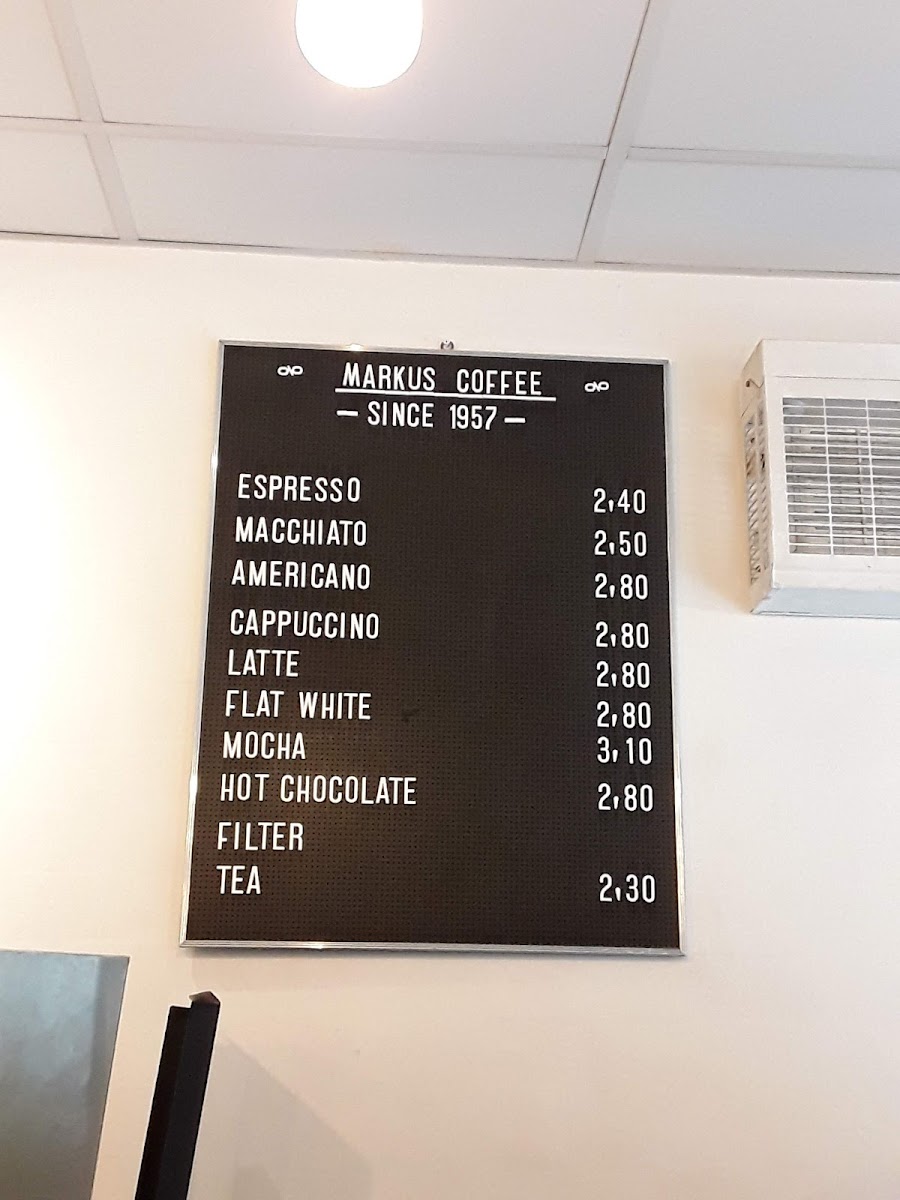 MARKUS COFFEE
— SINCE 1957 —
ESPRESSO 2,40
MACCHIATO 2,50
AMERICANO 2,80
CAPPUCCINO 2,80
LATTE 2,80
FLAT WHITE 2,80
MOCHA 3,10
HOT CHOCOLATE 2,80
FILTER
TEA 2,30